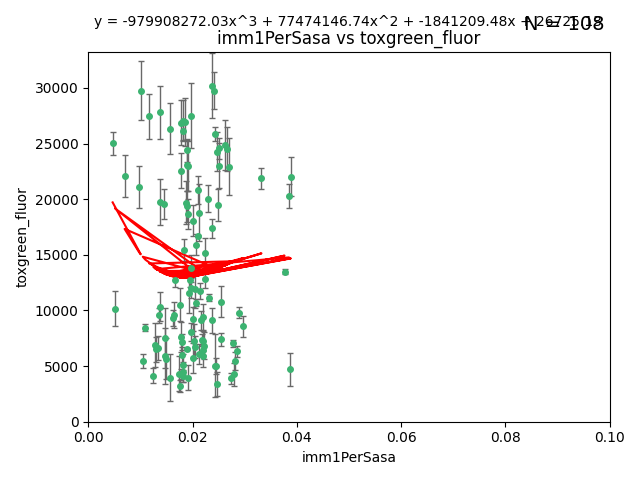 y = -979908272.03x^3 + 77474146.74x^2 + -1841209.48x +
N = 108
imm1PerSasa vs toxgreen_fluor
30000
25000
20000
15000
10000
5000
0
toxgreen_fluor
0.00 0.02 0.04 0.06 0.08 0.10
imm1PerSasa